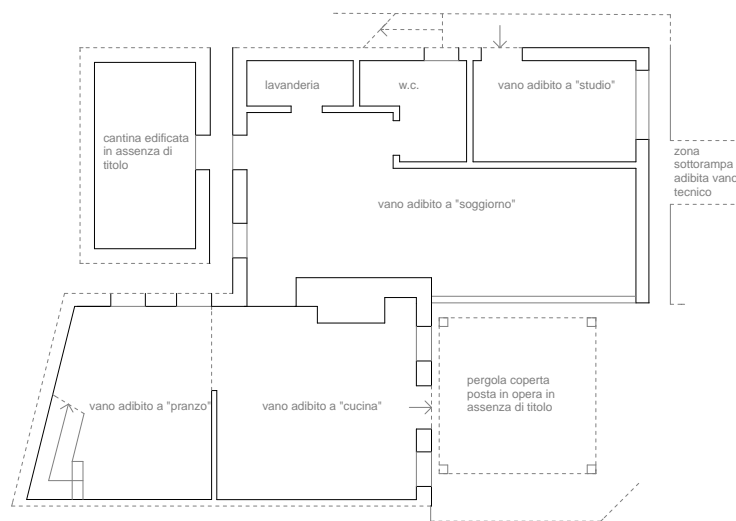 lavanderia
w.c.
vano adibito a "studio"
cantina edificata
in assenza di
titolo
zona
sottorampa
adibita vano
tecnico
vano adibito a "soggiorno"
vano adibito a "pranzo"
vano adibito a "cucina"
pergola coperta
posta in opera in
assenza di titolo